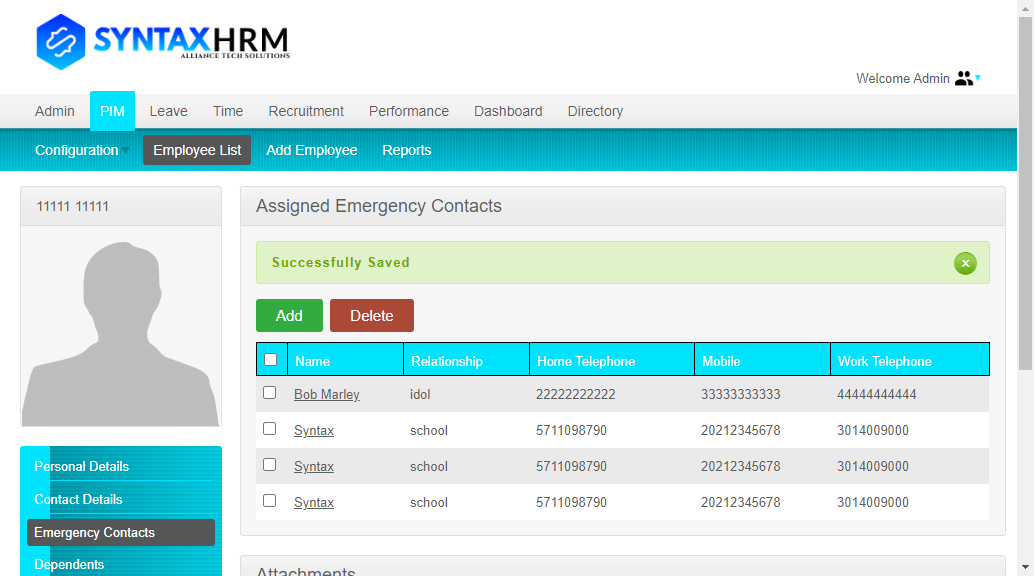 SYNTAXHRM
ALLIANCE TECH SOLUTIONS
Welcome Admin
Admin PIM Leave Time Recruitment Performance Dashboard Directory
Configuration Employee List Add Employee Reports
11111 11111
Assigned Emergency Contacts
Successfully Saved
Add Delete
Name Relationship Home Telephone Mobile Work Telephone
Bob Marley idol 22222222222 33333333333 44444444444
Syntax school 5711098790 20212345678 3014009000
Syntax school 5711098790 20212345678 3014009000
Syntax school 5711098790 20212345678 3014009000
Personal Details
Contact Details
Emergency Contacts
Dependents
Attachments